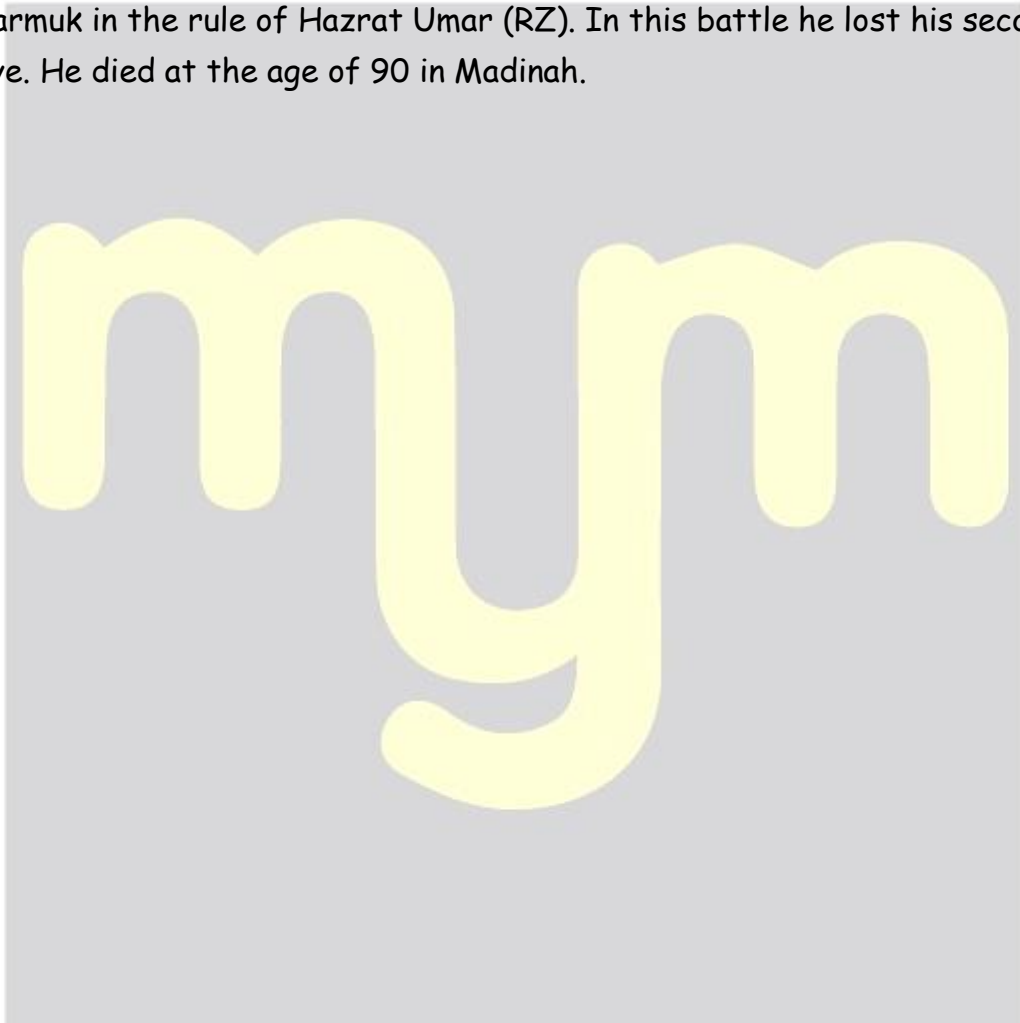 armuk in the rule of Hazrat Umar (RZ). In this battle he lost his seco
ve. He died at the age of 90 in Madinah.
mym